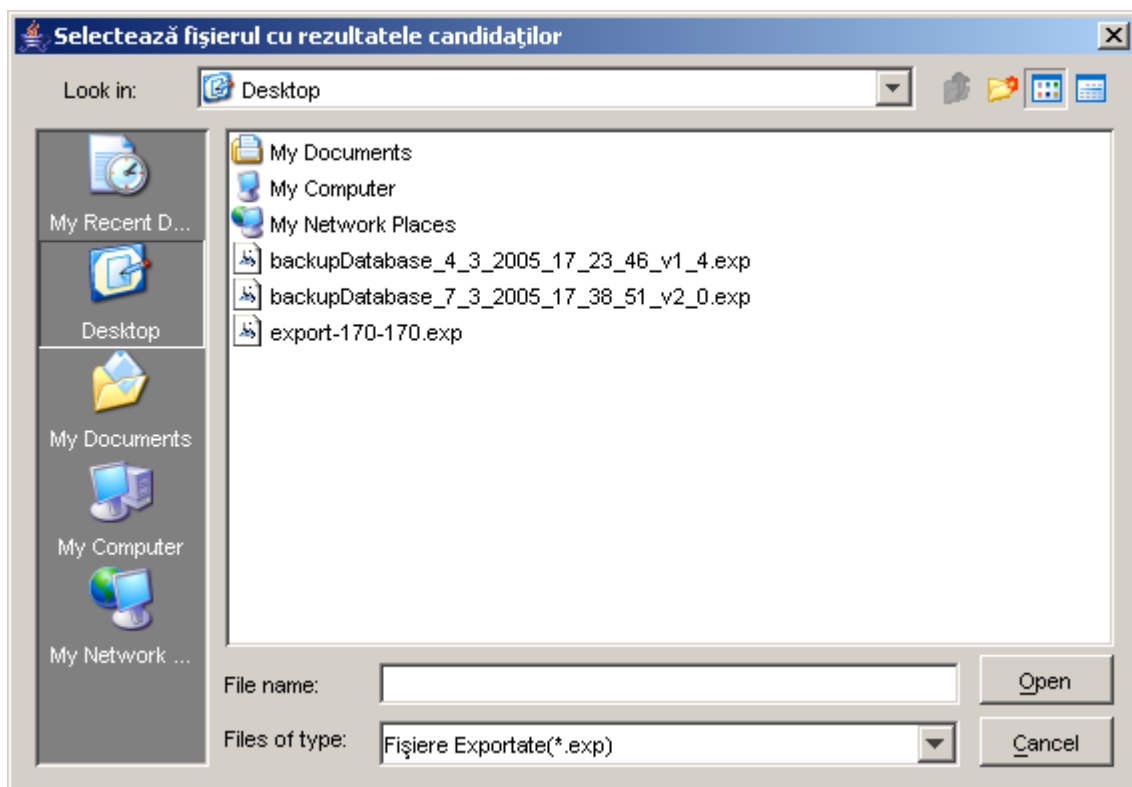 Selectează fişierul cu rezultatele candidaţilor
Look in:
Desktop
My Recent D...
Desktop
My Documents
My Computer
My Network ...
My Documents
My Computer
My Network Places
backupDatabase_4_3_2005_17_23_46_v1_4.exp
backupDatabase_7_3_2005_17_38_51_v2_0.exp
export-170-170.exp
File name:
Open
Files of type:
Fişiere Exportate(*.exp)
Cancel